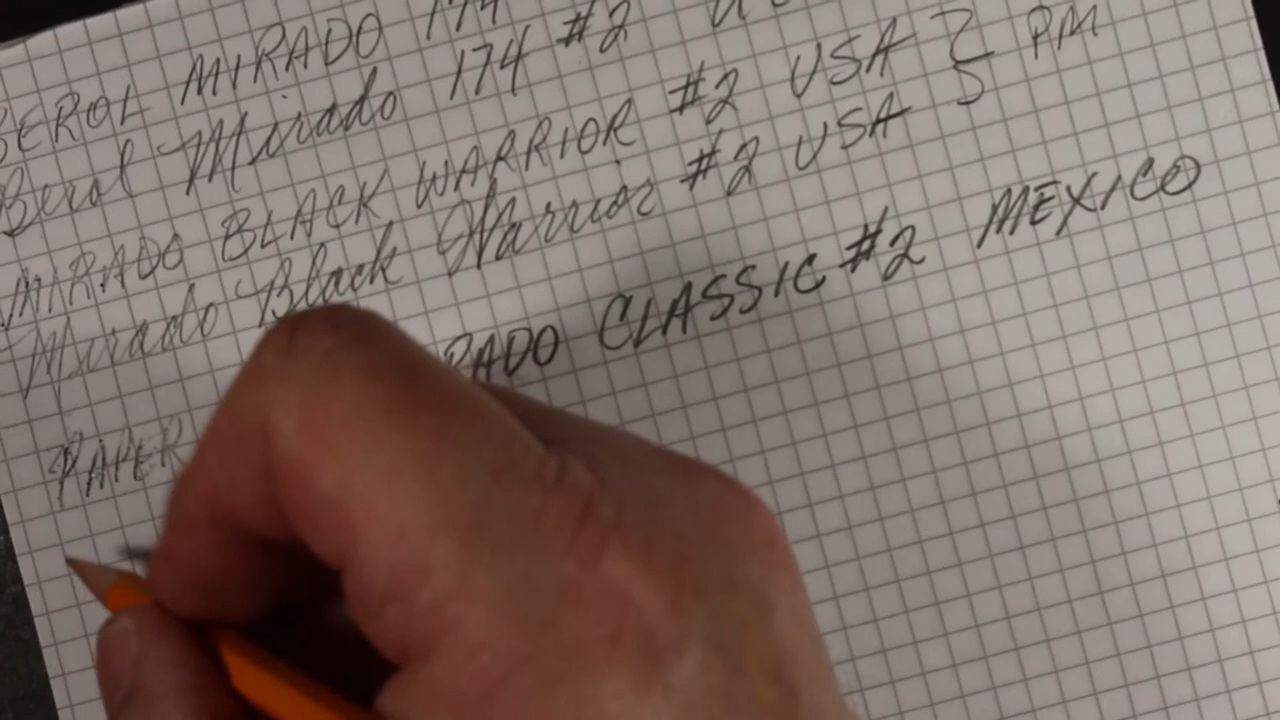 BEROL MIRADO 174
Berol Mirado 174 #2
MIRADO BLACK WARRIOR #2 USA } PM
Mirado Black Warrior #2 USA
PAPER RADO CLASSIC #2 MEXICO